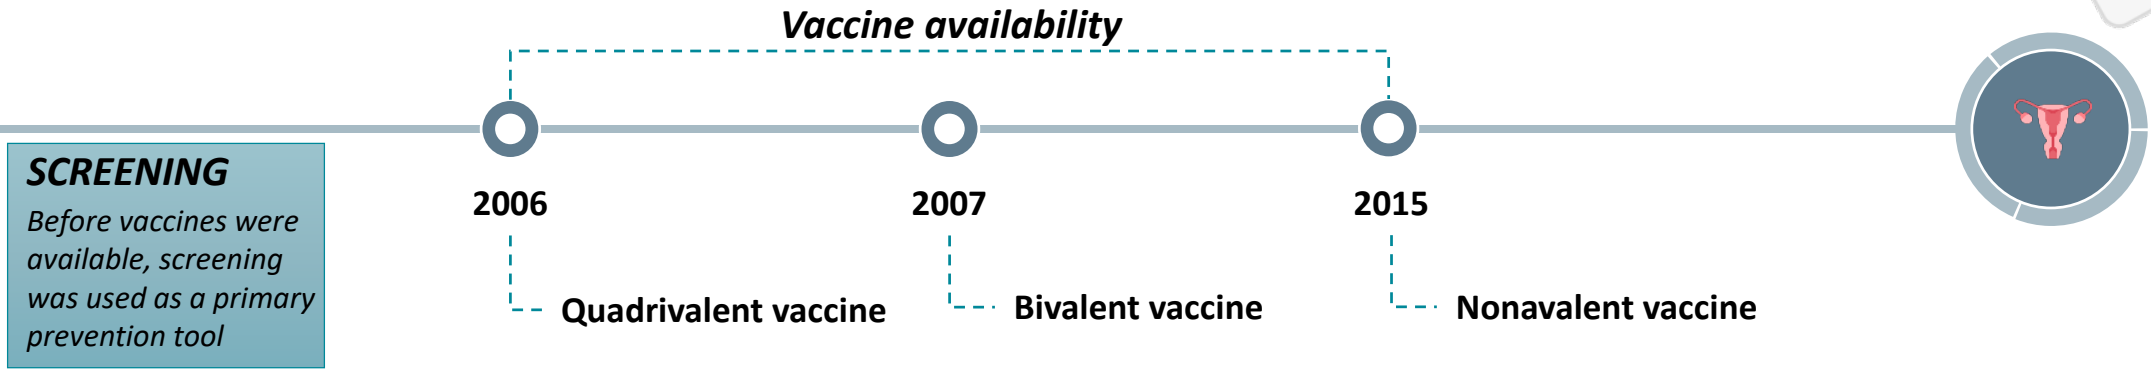 Vaccine availability
SCREENING
Before vaccines were
available, screening
was used as a primary
prevention tool
2006
Quadrivalent vaccine
2007
Bivalent vaccine
2015
Nonavalent vaccine